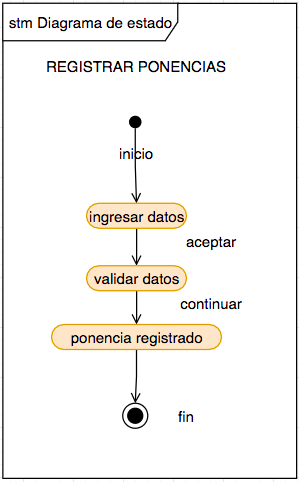 stm Diagrama de estado
REGISTRAR PONENCIAS
inicio
ingresar datos
aceptar
validar datos
continuar
ponencia registrado
fin